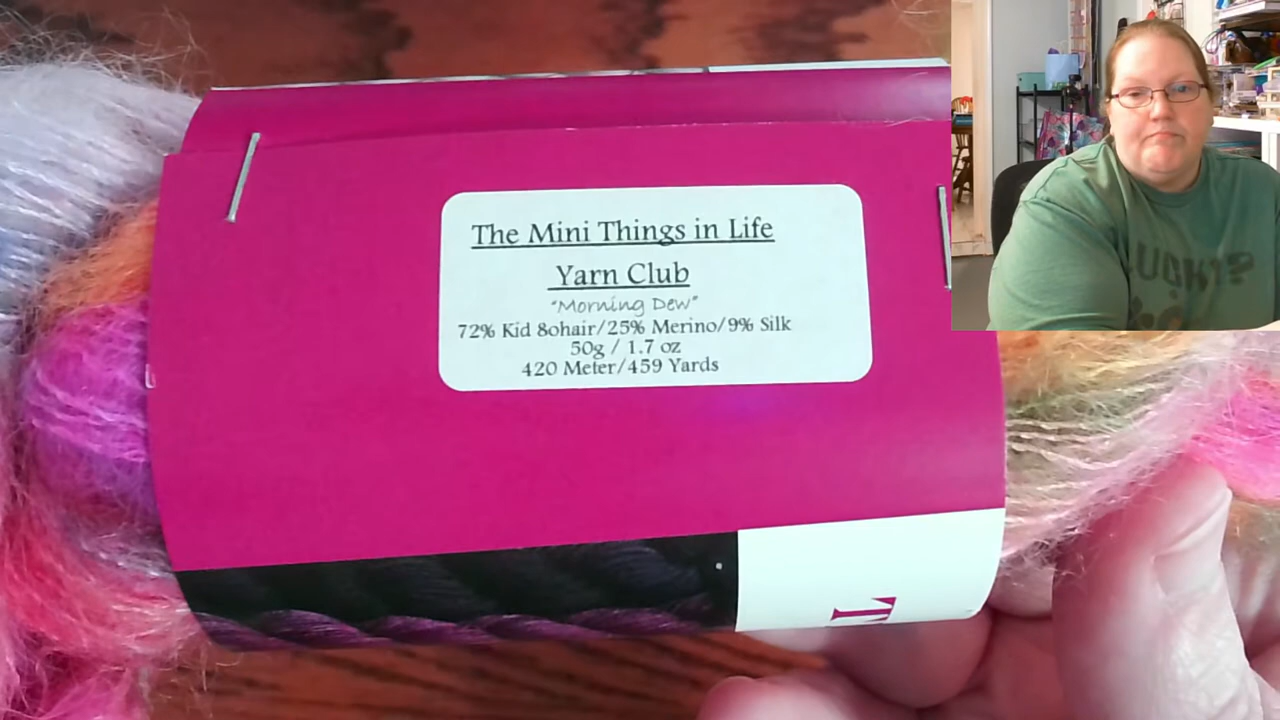 The Mini Things in Life
Yarn Club
"Morning Dew"
72% Kid 8ohair/25% Merino/9% Silk
50g / 1.7 oz
420 Meter/459 Yards